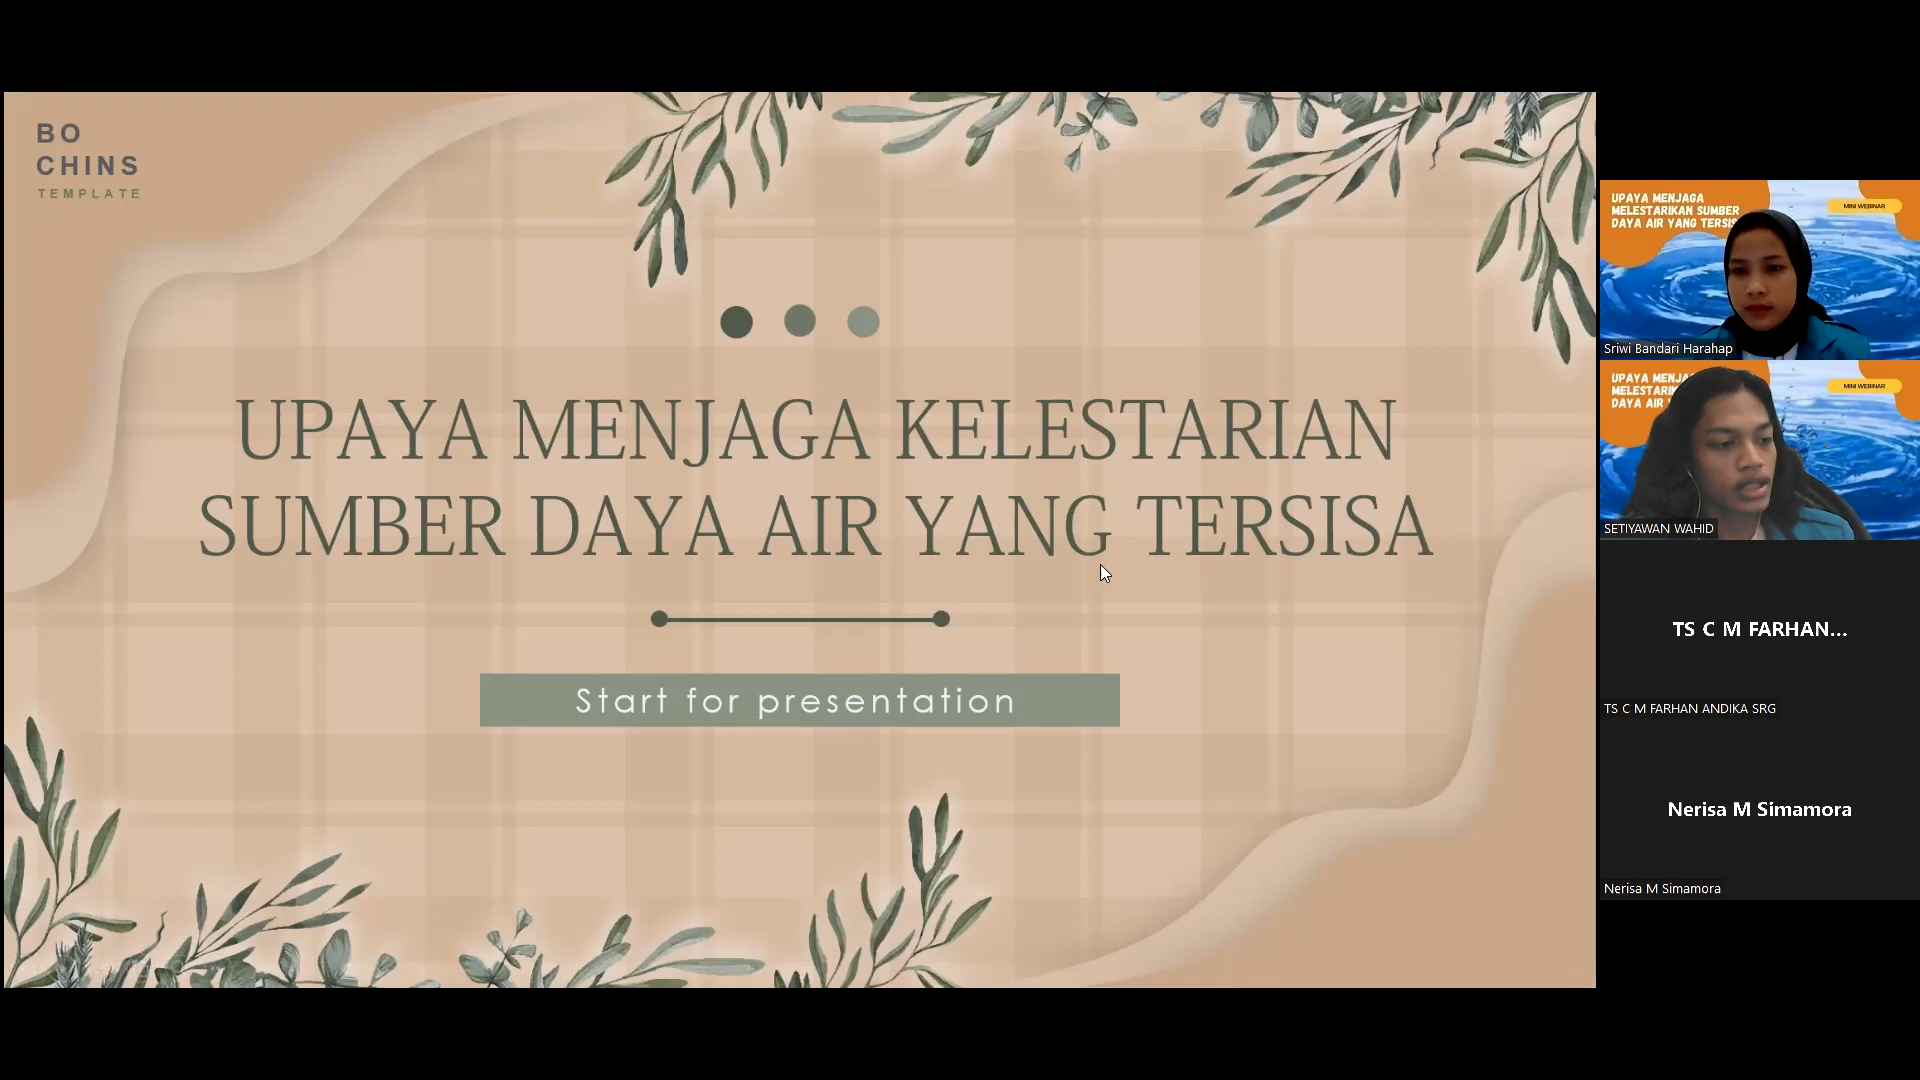 BO
CHINS
TEMPLATE
UPAYA MENJAGA KELESTARIAN
SUMBER DAYA AIR YANG TERSISA
Start for presentation
UPAYA MENJAGA
MELESTARIKAN SUMBER
DAYA AIR YANG TERSIS
MINI WEBINAR
Sriwi Bandari Harahap
UPAYA MENJA
MELESTARIK
DAYA AIR
MINI WEBINAR
SETIYAWAN WAHID
TS C M FARHAN...
TS C M FARHAN ANDIKA SRG
Nerisa M Simamora
Nerisa M Simamora